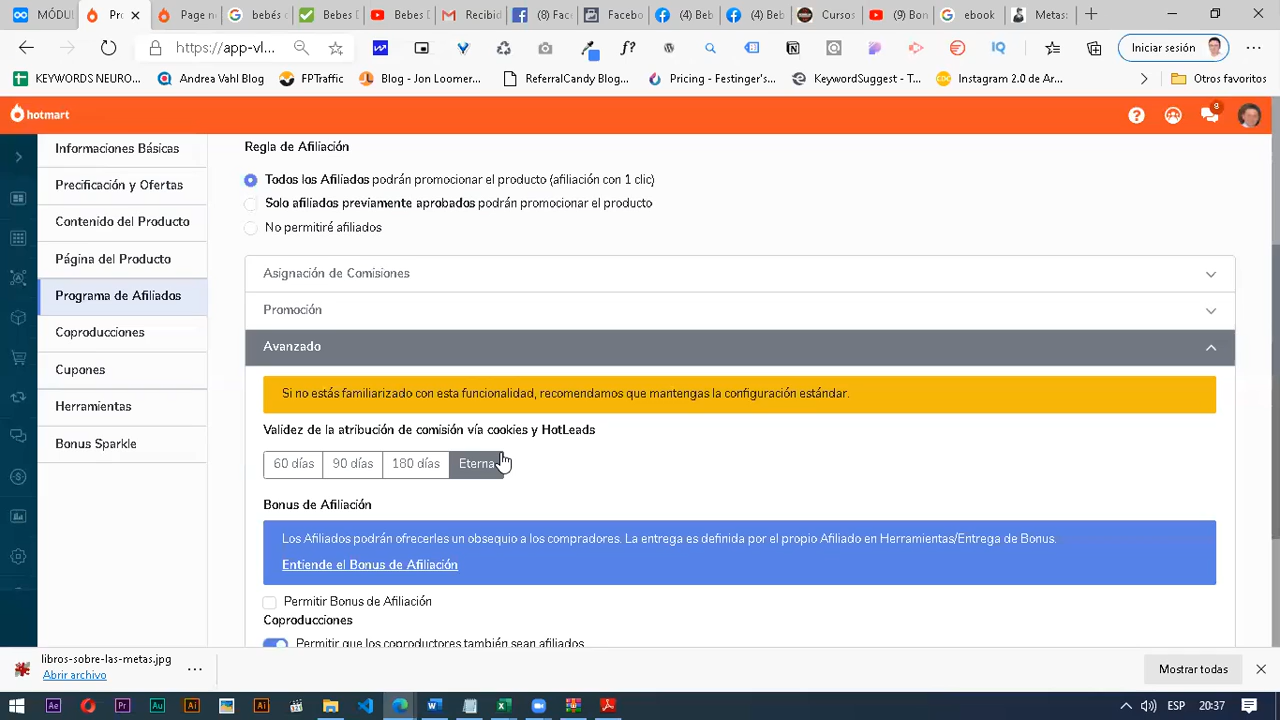 MÓDUL
Pro
Page n
bebés c
Bebes D
Bebes D
Recibid
(4) Fac
Facebo
(4) Beb
(4) Beb
Cursos
(9) Bon
ebook
Metas:
https://app-vl...
f?
IQ
Iniciar sesión
KEYWORDS NEURO...
Andrea Vahl Blog
FPTraffic
Blog - Jon Loomer...
ReferralCandy Blog...
Pricing - Festinger's...
KeywordSuggest - T...
Instagram 2.0 de Ar...
Otros favoritos
hotmart
8
Informaciones Básicas
Precificación y Ofertas
Contenido del Producto
Página del Producto
Programa de Afiliados
Coproducciones
Cupones
Herramientas
Bonus Sparkle
Regla de Afiliación
Todos los Afiliados podrán promocionar el producto (afiliación con 1 clic)
Solo afiliados previamente aprobados podrán promocionar el producto
No permitiré afiliados
Asignación de Comisiones
Promoción
Avanzado
Si no estás familiarizado con esta funcionalidad, recomendamos que mantengas la configuración estándar.
Validez de la atribución de comisión vía cookies y HotLeads
60 días 90 días 180 días Eterna
Bonus de Afiliación
Los Afiliados podrán ofrecerles un obsequio a los compradores. La entrega es definida por el propio Afiliado en Herramientas/Entrega de Bonus.
Entiende el Bonus de Afiliación
Permitir Bonus de Afiliación
Coproducciones
Permitir que los coproductores también sean afiliados
libros-sobre-las-metas.jpg
Abrir archivo
Mostrar todas
Ae
Pr
Au
Ai
Ai
ESP 20:37